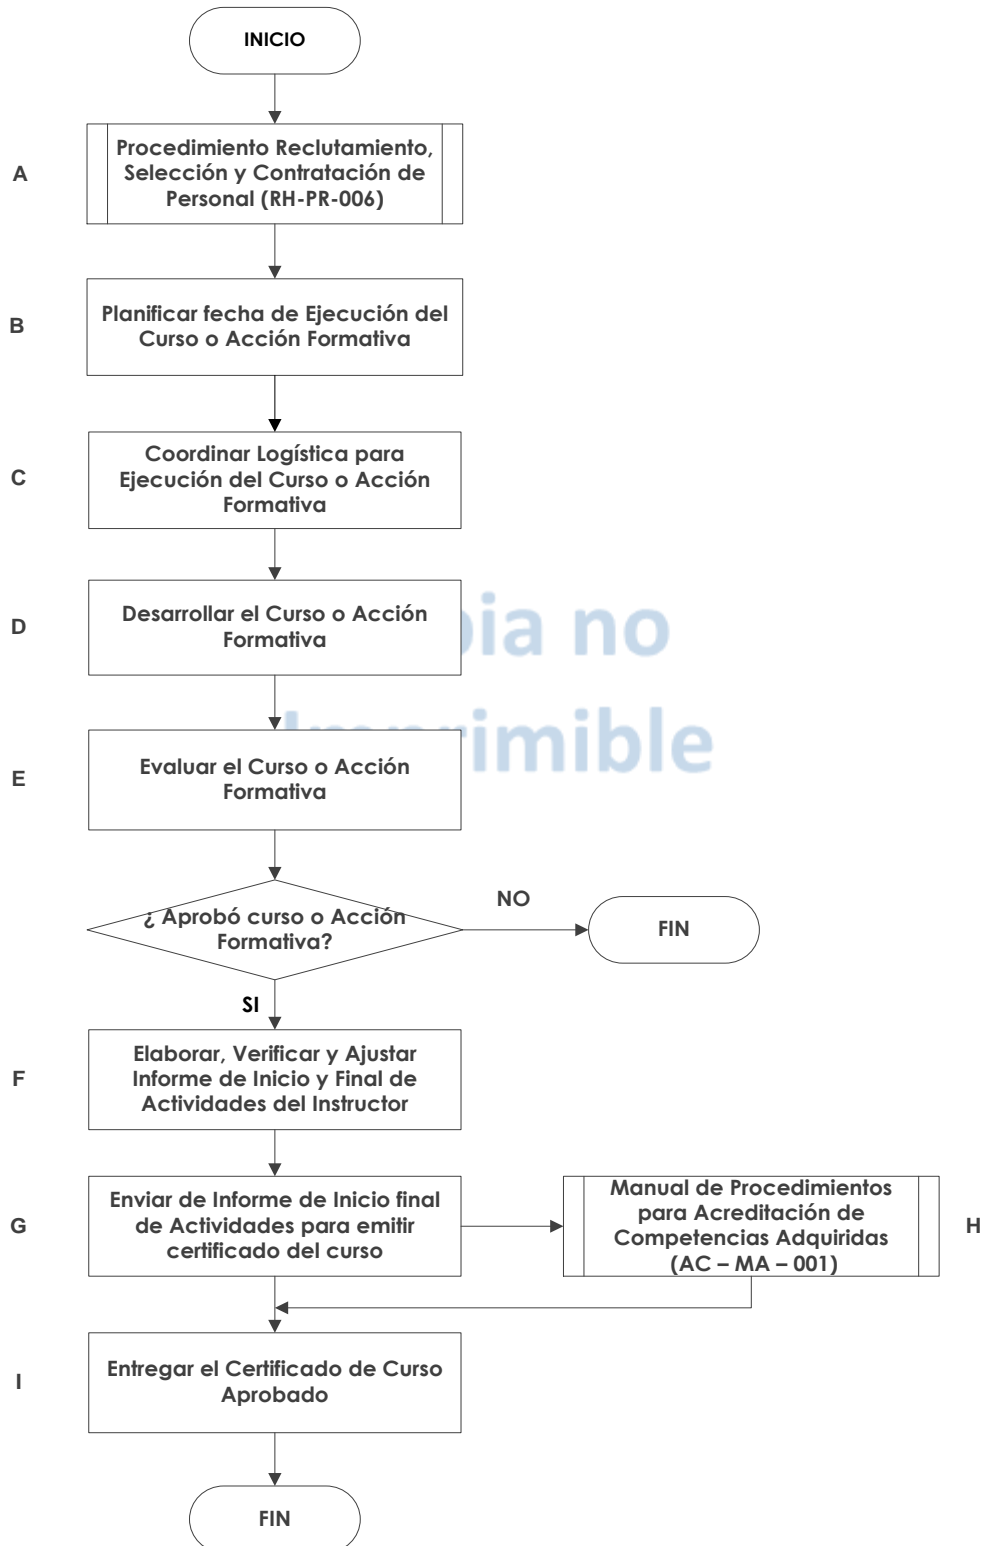 INICIO
A
Procedimiento Reclutamiento,
Selección y Contratación de
Personal (RH-PR-006)
B
Planificar fecha de Ejecución del
Curso o Acción Formativa
C
Coordinar Logística para
Ejecución del Curso o Acción
Formativa
D
Desarrollar el Curso o Acción
Formativa
no
E
Evaluar el Curso o Acción
Formativa
¿ Aprobó curso o Acción
Formativa?
NO
FIN
SI
F
Elaborar, Verificar y Ajustar
Informe de Inicio y Final de
Actividades del Instructor
G
Enviar de Informe de Inicio final
de Actividades para emitir
certificado del curso
Manual de Procedimientos
para Acreditación de
Competencias Adquiridas
(AC – MA – 001)
H
I
Entregar el Certificado de Curso
Aprobado
FIN